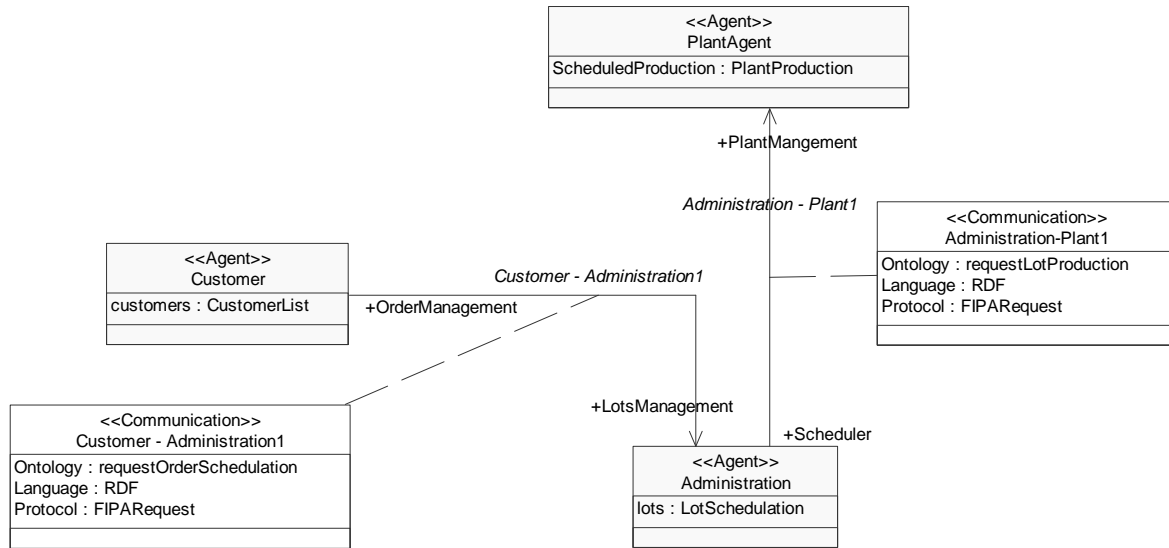 <<Agent>>
PlantAgent
ScheduledProduction : PlantProduction
+PlantMangement
Administration - Plant1
<<Communication>>
Administration-Plant1
Ontology : requestLotProduction
Language : RDF
Protocol : FIPARequest
<<Agent>>
Customer
customers : CustomerList
Customer - Administration1
+OrderManagement
<<Communication>>
Customer - Administration1
Ontology : requestOrderSchedulation
Language : RDF
Protocol : FIPARequest
+LotsManagement
+Scheduler
<<Agent>>
Administration
lots : LotSchedulation